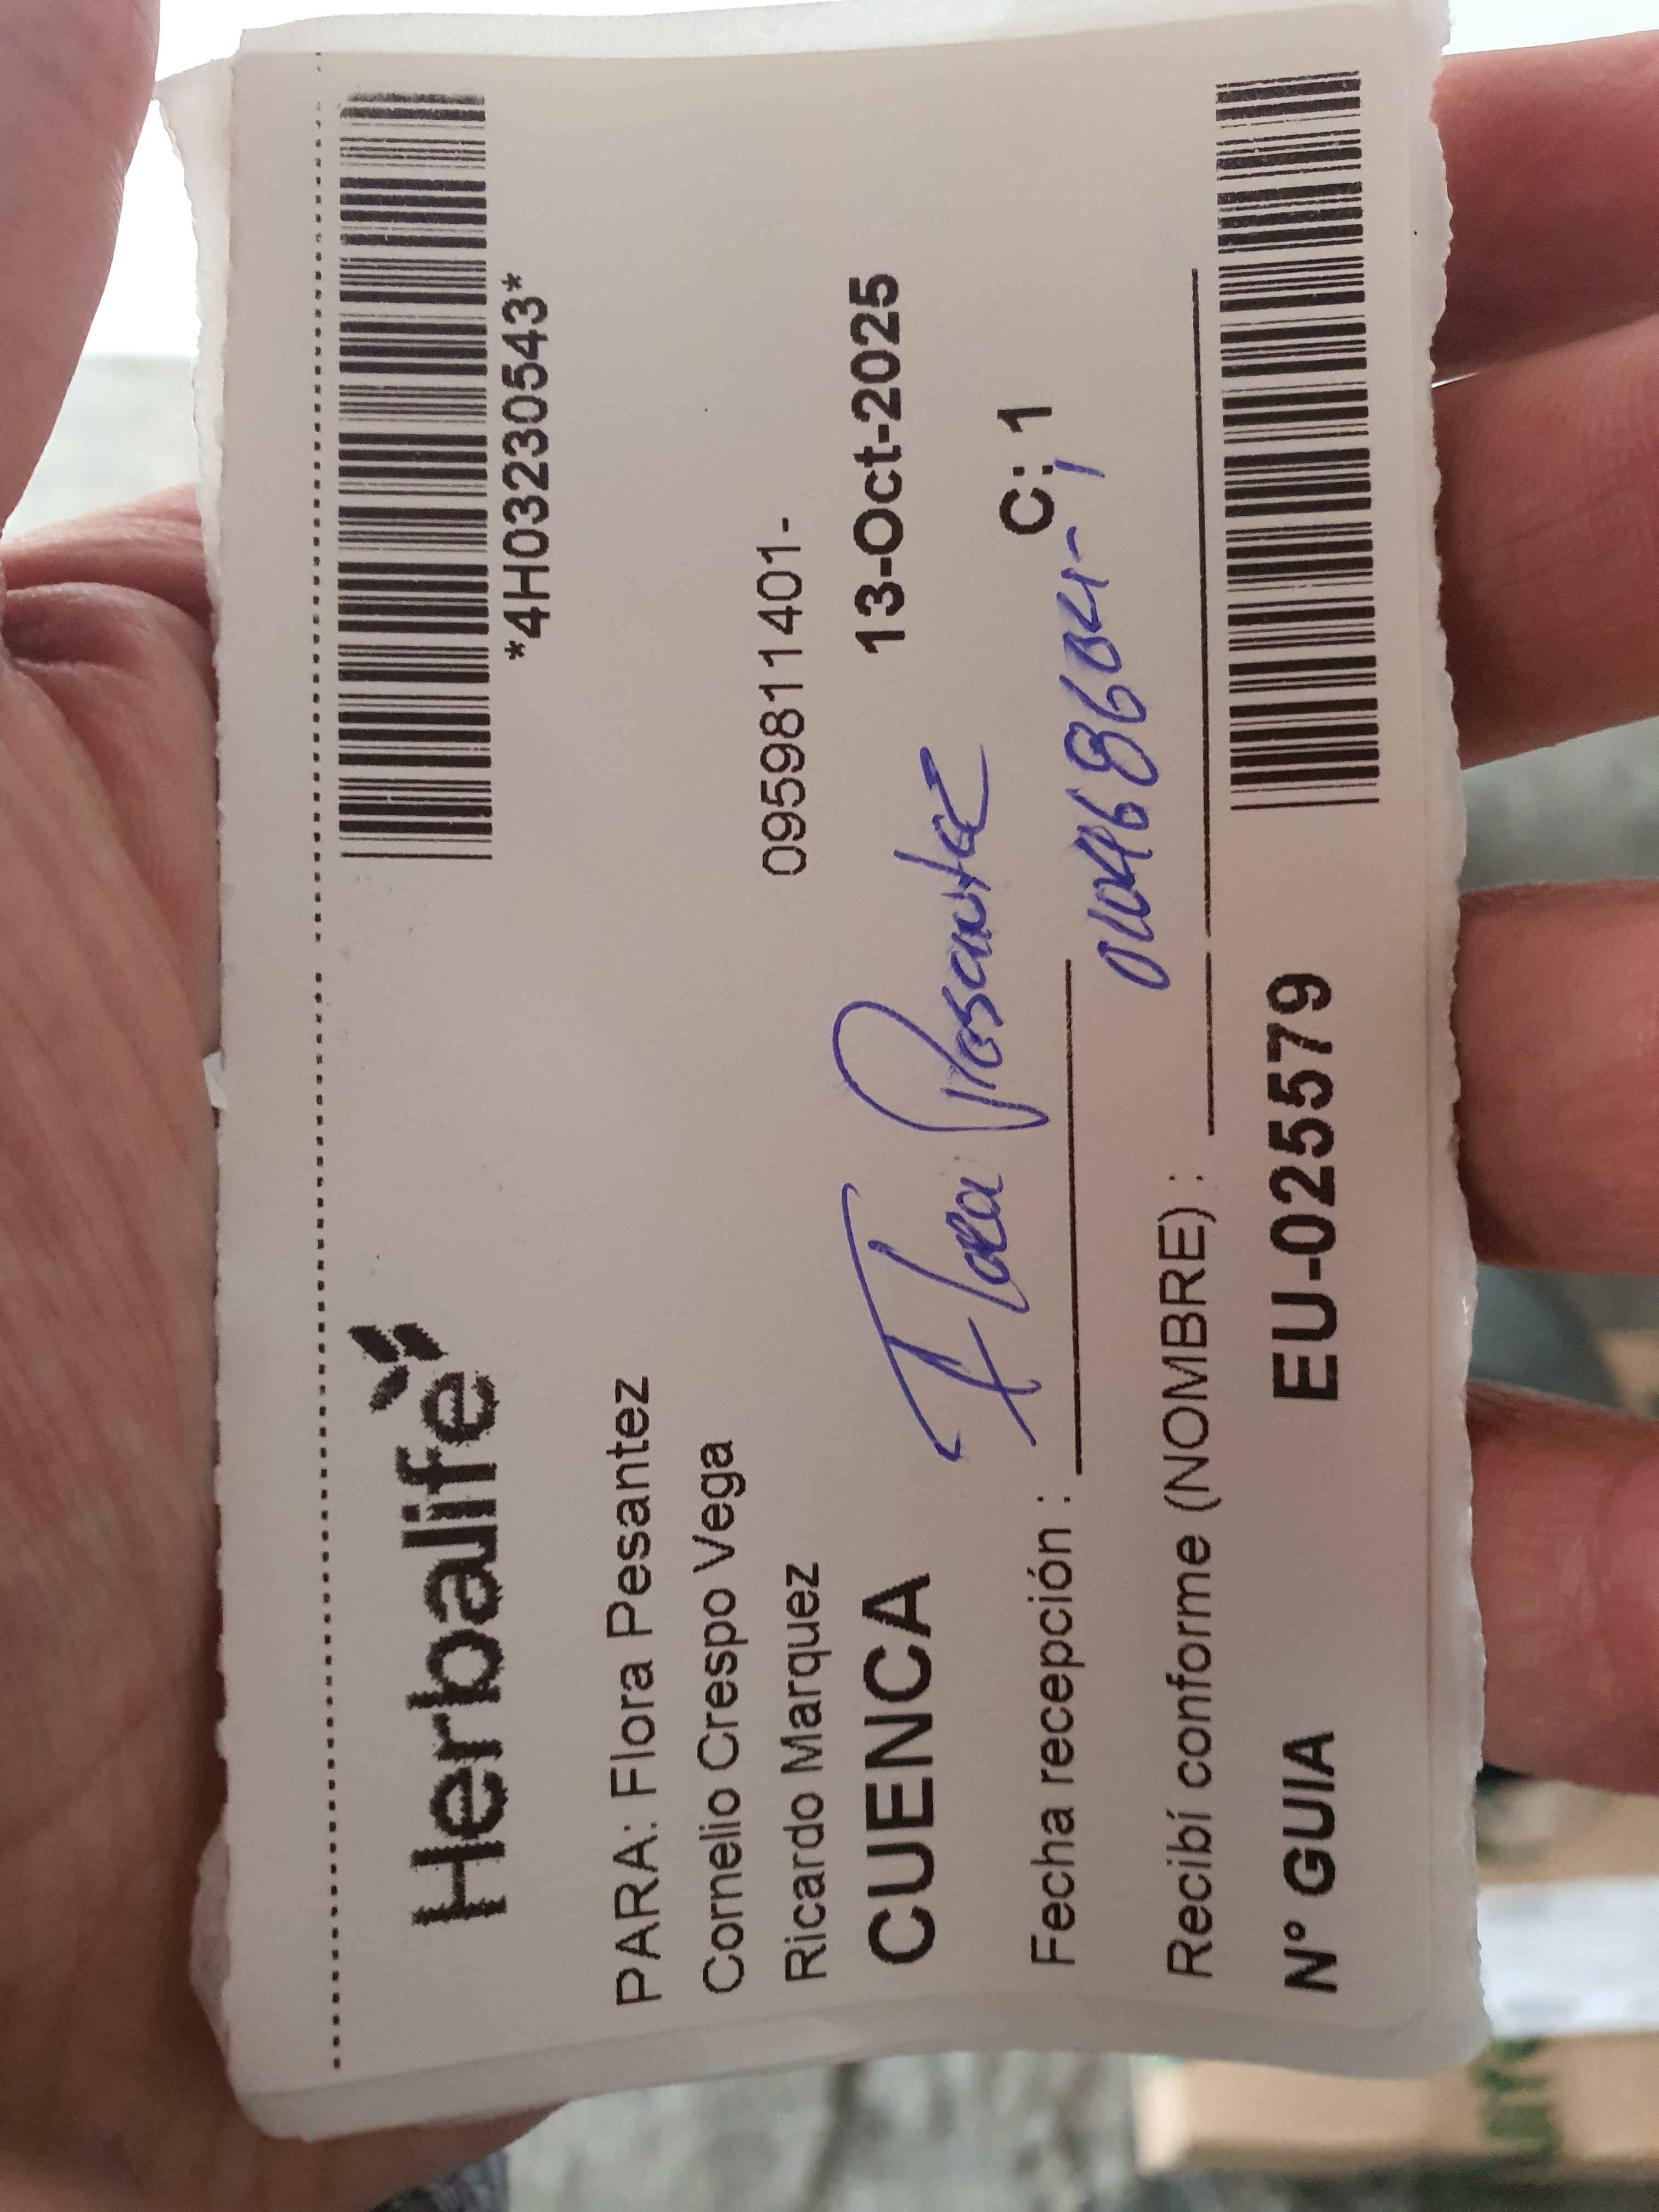 Herbalife
*4H03230543*
PARA: Flora Pesantez
Cornelio Crespo Vega
Ricardo Marquez 0959811401-
CUENCA 13-Oct-2025
Flora Pesantez
Fecha recepción : C: 1
Recibí conforme (NOMBRE) :
N° GUIA EU-025579